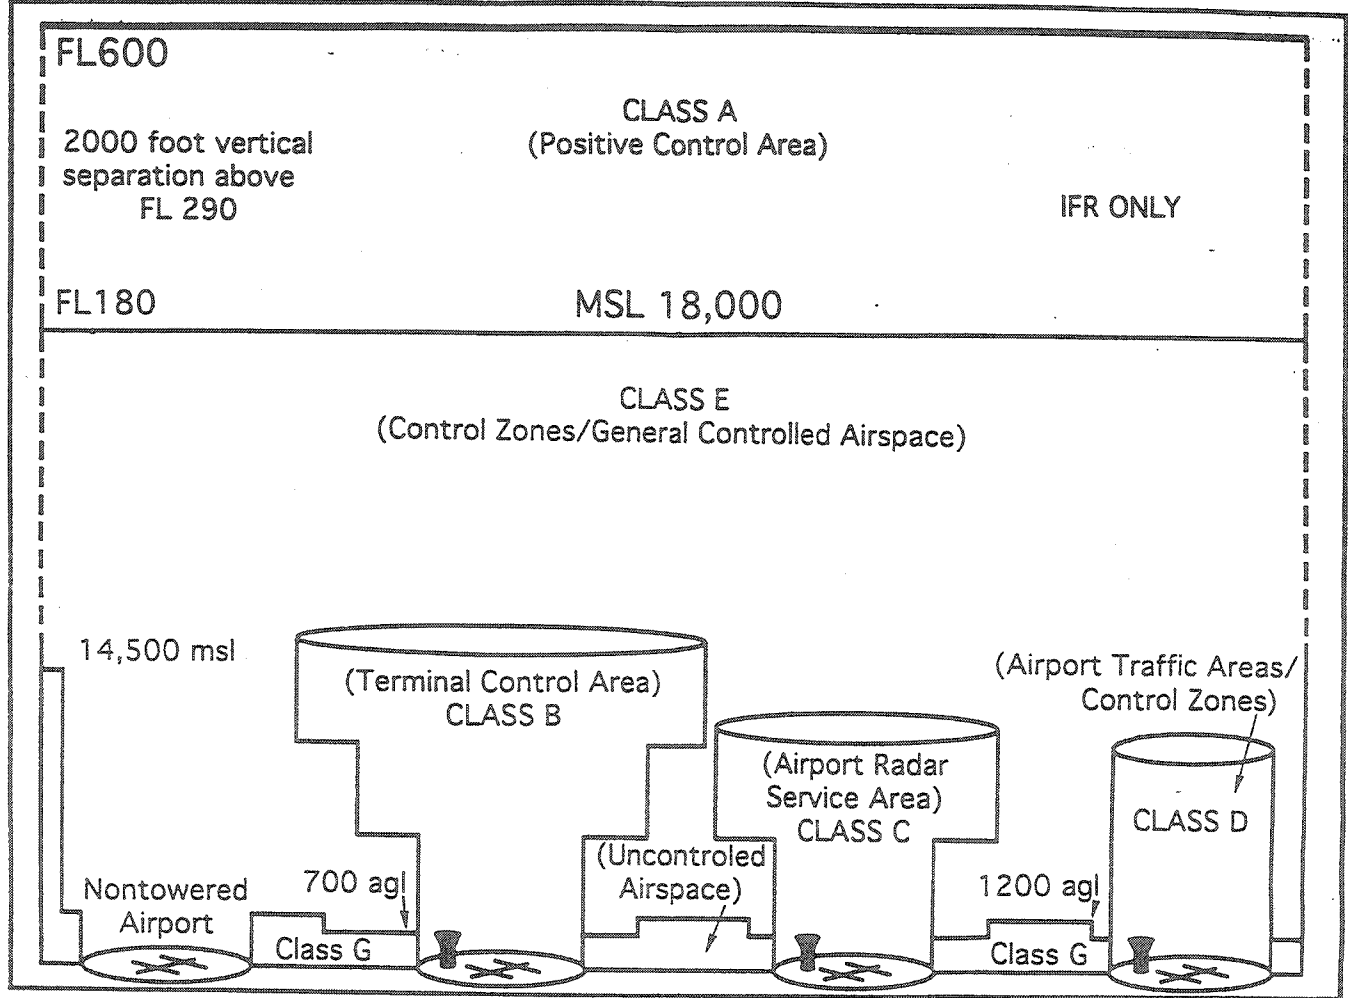 FL600
CLASS A
(Positive Control Area)
2000 foot vertical
separation above
FL 290
IFR ONLY
FL180
MSL 18,000
CLASS E
(Control Zones/General Controlled Airspace)
14,500 msl
(Terminal Control Area)
CLASS B
(Airport Traffic Areas/
Control Zones)
(Airport Radar
Service Area)
CLASS C
CLASS D
(Uncontroled
Airspace)
700 agl
1200 agl
Nontowered
Airport
Class G
Class G